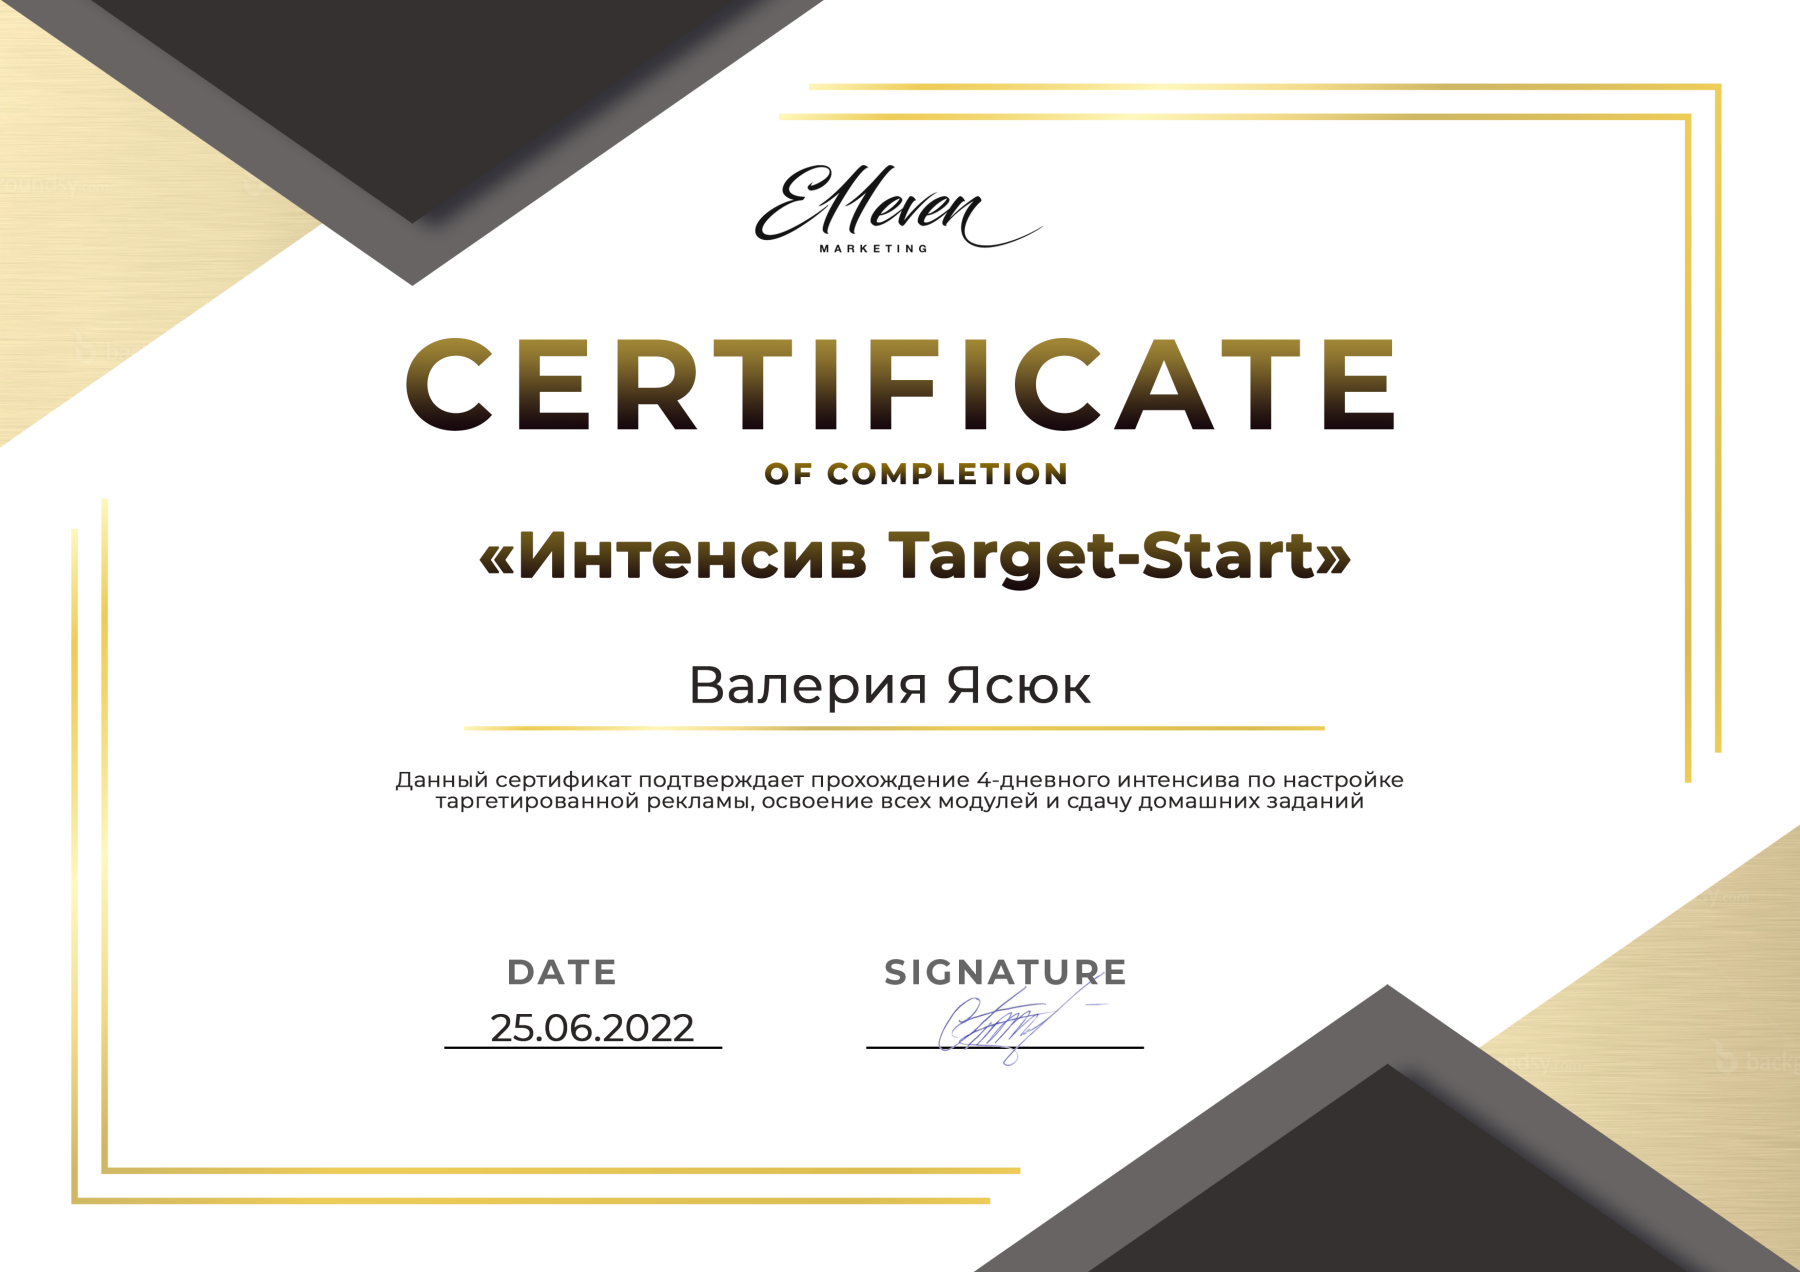 E11even
MARKETING
CERTIFICATE
OF COMPLETION
«Интенсив Target-Start»
Валерия Ясюк
Данный сертификат подтверждает прохождение 4-дневного интенсива по настройке
таргетированной рекламы, освоение всех модулей и сдачу домашних заданий
DATE
SIGNATURE
25.06.2022